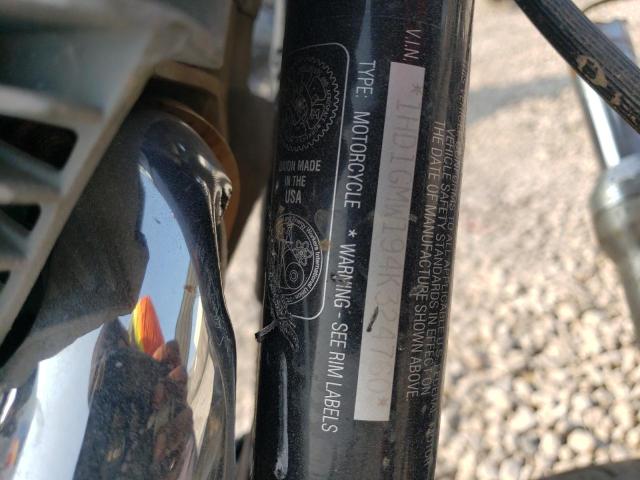 VEHICLE SAFETY STANDARDS IN EFFECT ON
THE DATE OF MANUFACTURE SHOWN ABOVE
V.I.N. *1HD1GMW194K324760*
TYPE: MOTORCYCLE * WARNING - SEE RIM LABELS
UNION MADE
IN THE
USA